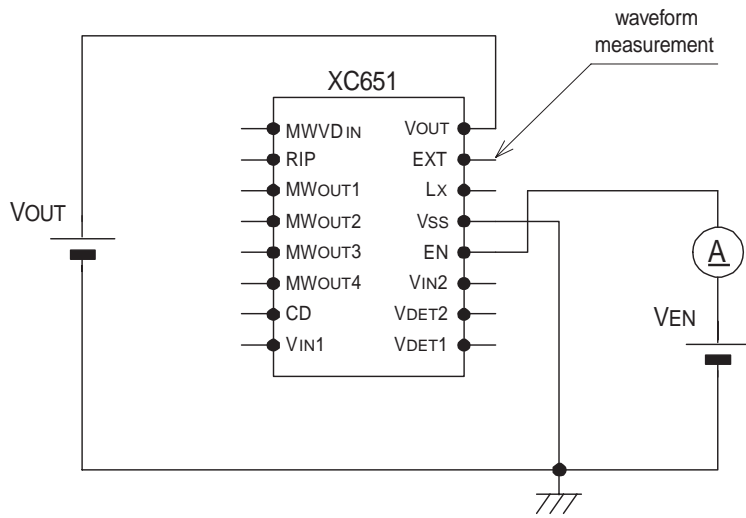 waveform
measurement
XC651
MWVDIN VOUT
RIP EXT
MWOUT1 LX
MWOUT2 VSS
MWOUT3 EN
MWOUT4 VIN2
CD VDET2
VIN1 VDET1
VOUT
A
VEN